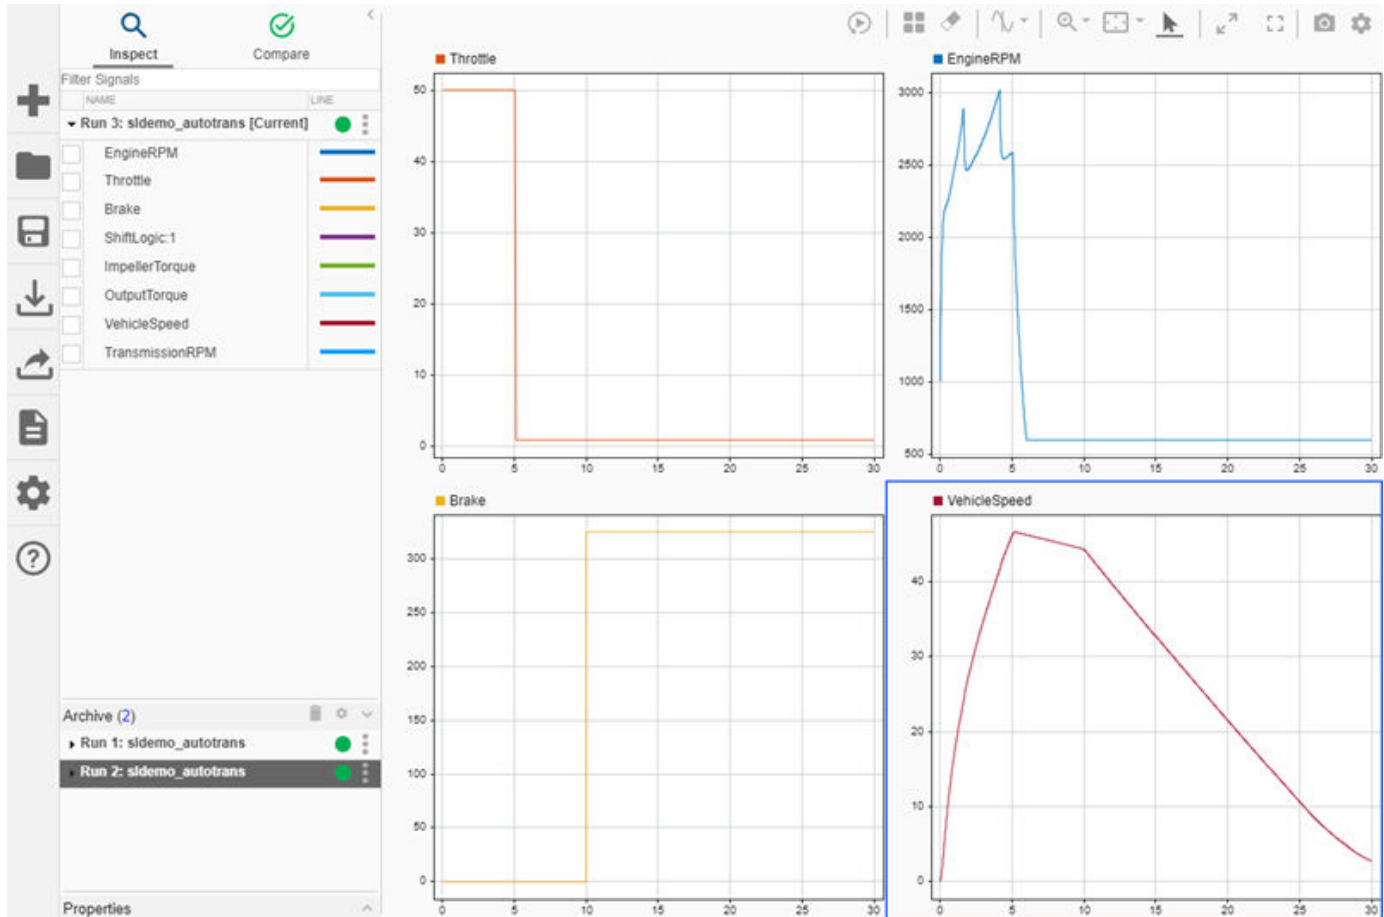 Inspect
Compare
Filter Signals
NAME LINE
Run 3: sldemo_autotrans [Current]
EngineRPM
Throttle
Brake
ShiftLogic:1
ImpellerTorque
OutputTorque
VehicleSpeed
TransmissionRPM
Archive (2)
Run 1: sldemo_autotrans
Run 2: sldemo_autotrans
Properties
Throttle
50
40
30
20
10
0
0 5 10 15 20 25 30
EngineRPM
3000
2500
2000
1500
1000
500
0 5 10 15 20 25 30
Brake
300
250
200
150
100
50
0
0 5 10 15 20 25 30
VehicleSpeed
40
30
20
10
0
0 5 10 15 20 25 30